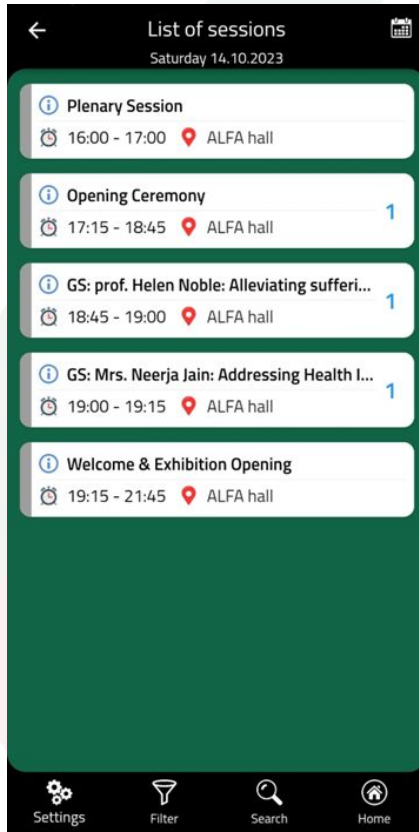 List of sessions
Saturday 14.10.2023
Plenary Session
16:00 - 17:00 ALFA hall
Opening Ceremony
17:15 - 18:45 ALFA hall
1
GS: prof. Helen Noble: Alleviating sufferi...
18:45 - 19:00 ALFA hall
1
GS: Mrs. Neerja Jain: Addressing Health I...
19:00 - 19:15 ALFA hall
1
Welcome & Exhibition Opening
19:15 - 21:45 ALFA hall
Settings Filter Search Home